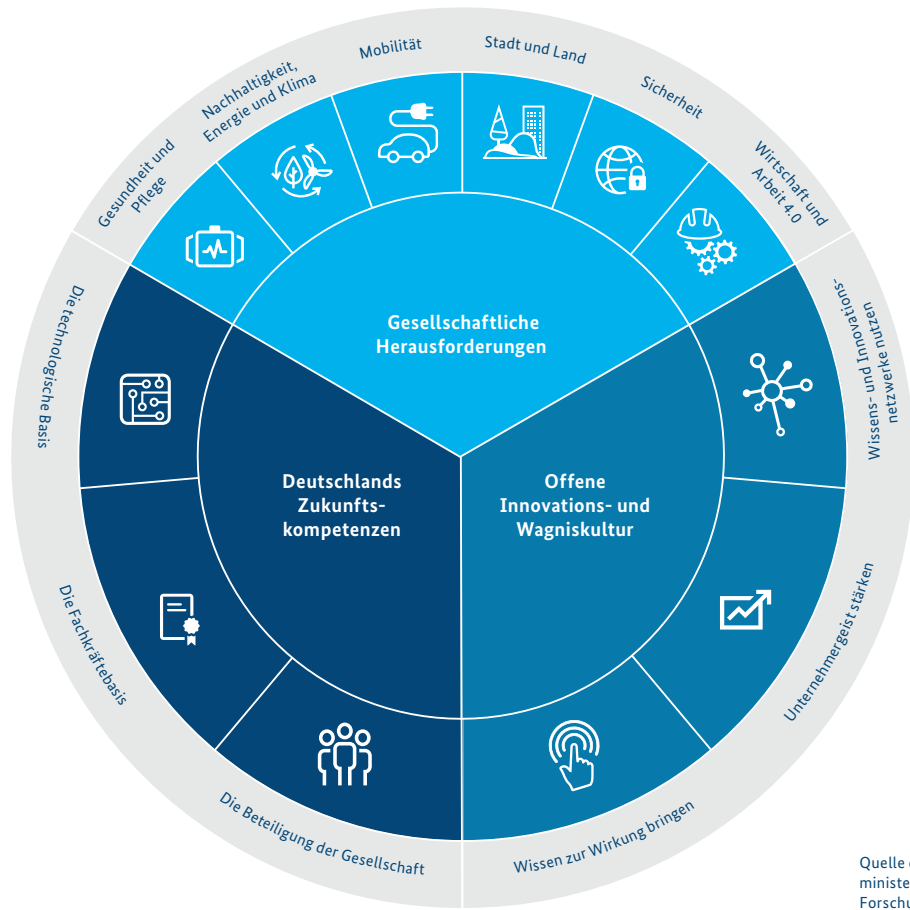 Gesundheit und
Pflege
Nachhaltigkeit,
Energie und Klima
Mobilität
Stadt und Land
Sicherheit
Wirtschaft und
Arbeit 4.0
Gesellschaftliche
Herausforderungen
Die technologische Basis
Wissens- und Innovations-
netzwerke nutzen
Deutschlands
Zukunfts-
kompetenzen
Offene
Innovations- und
Wagniskultur
Die Fachkräftebasis
Unternehmergeist stärken
Die Beteiligung der Gesellschaft
Wissen zur Wirkung bringen
Quelle
ministe
Forschu